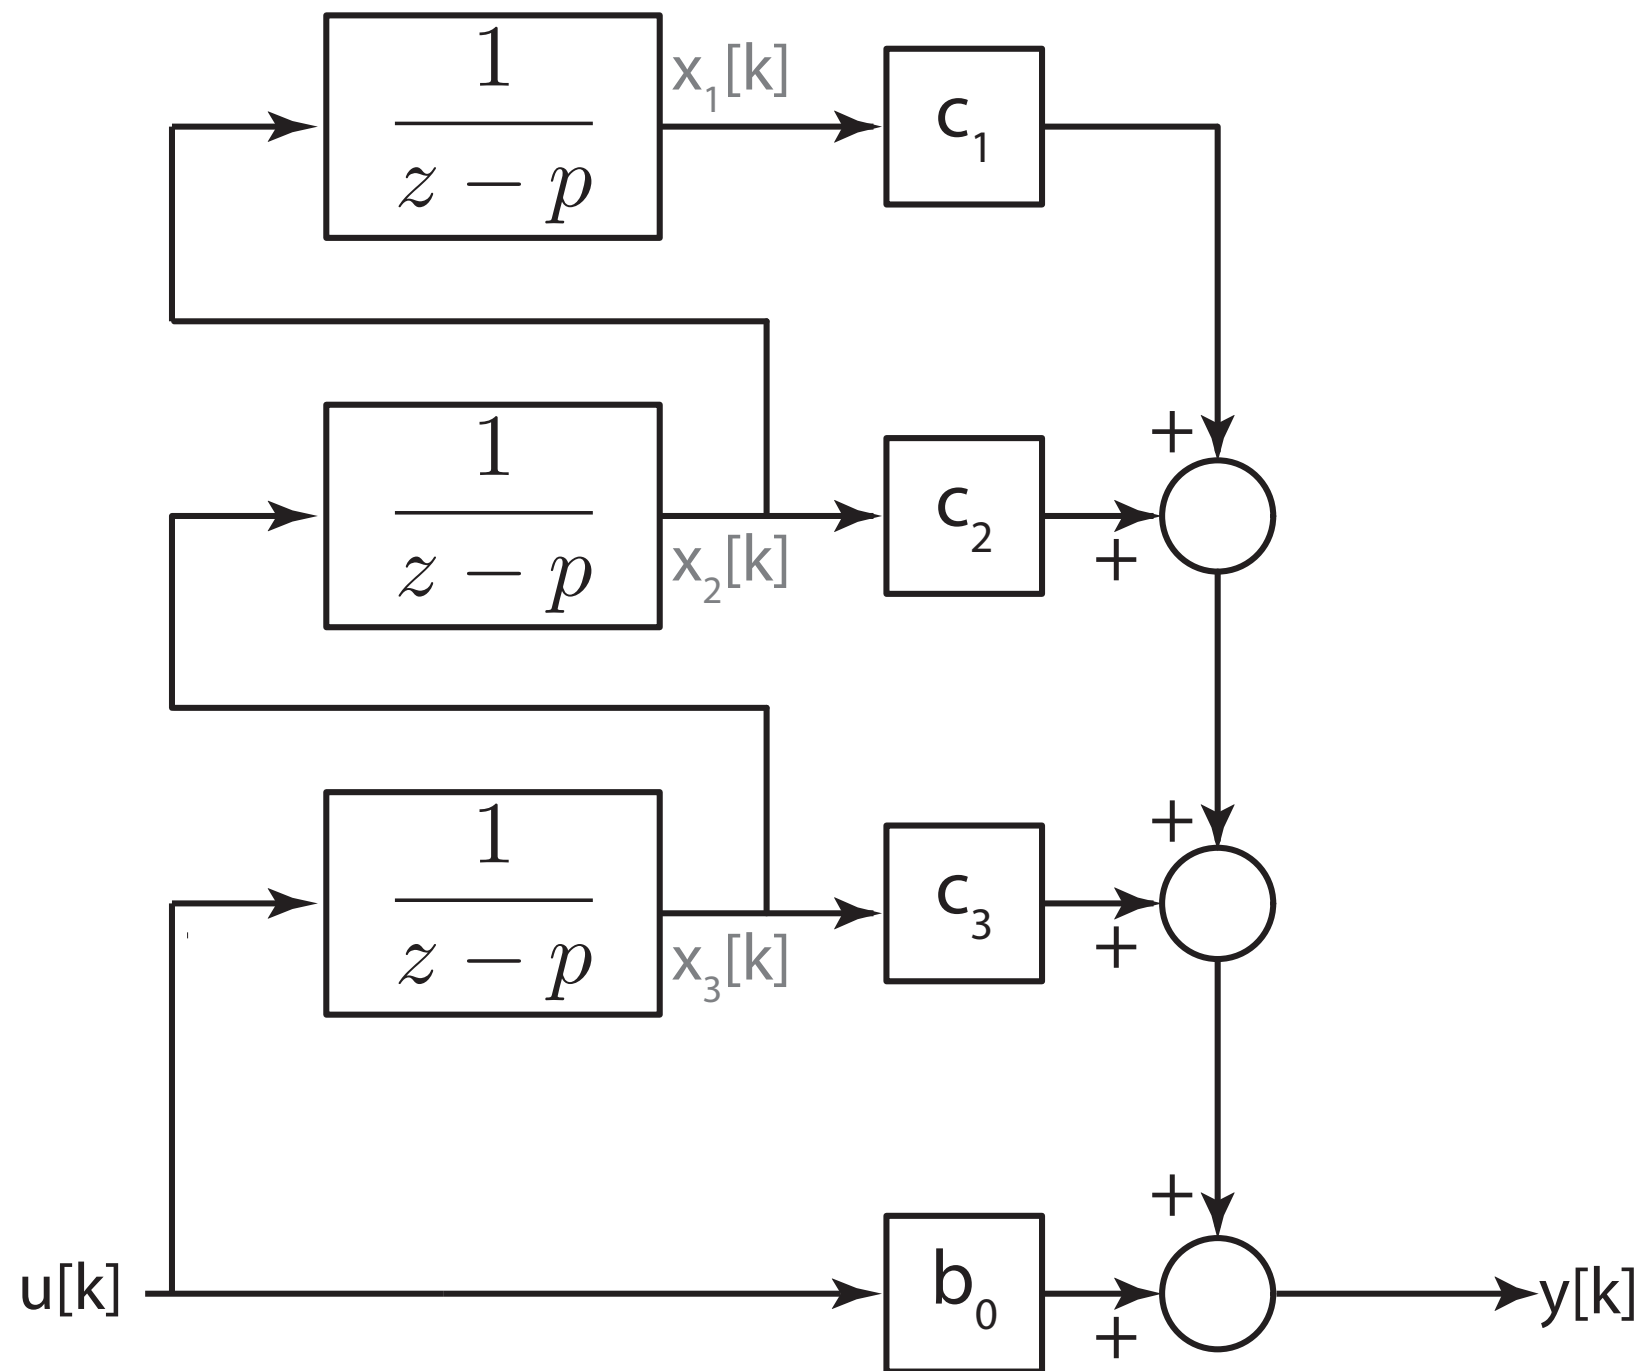 1
z − p
x₁[k]
c₁
+
1
z − p
x₂[k]
c₂
+
+
1
z − p
x₃[k]
c₃
+
+
u[k]
b₀
+
+
y[k]